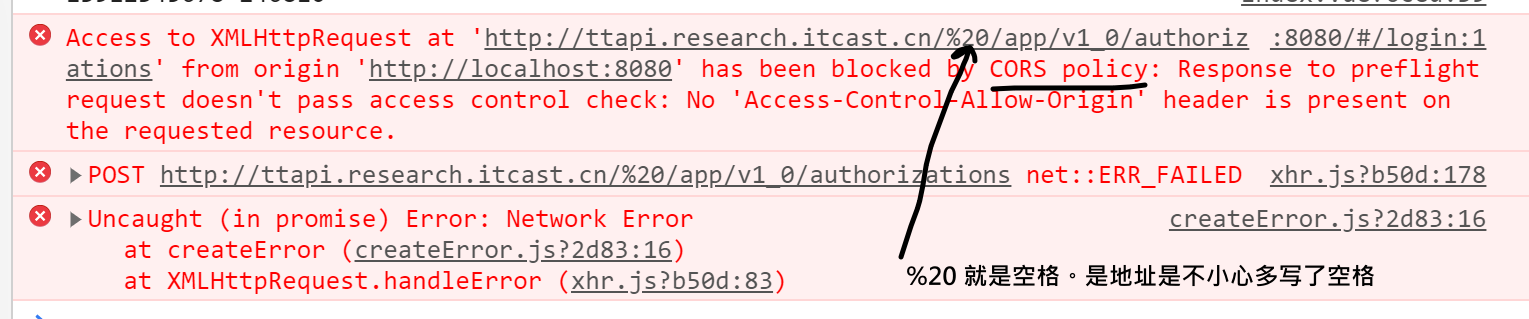 Access to XMLHttpRequest at 'http://ttapi.research.itcast.cn/%20/app/v1_0/authoriz :8080/#/login:1
ations' from origin 'http://localhost:8080' has been blocked by CORS policy: Response to preflight
request doesn't pass access control check: No 'Access-Control-Allow-Origin' header is present on
the requested resource.
POST http://ttapi.research.itcast.cn/%20/app/v1_0/authorizations net::ERR_FAILED xhr.js?b50d:178
Uncaught (in promise) Error: Network Error createError.js?2d83:16
at createError (createError.js?2d83:16)
at XMLHttpRequest.handleError (xhr.js?b50d:83)
%20 就是空格。是地址是不小心多写了空格